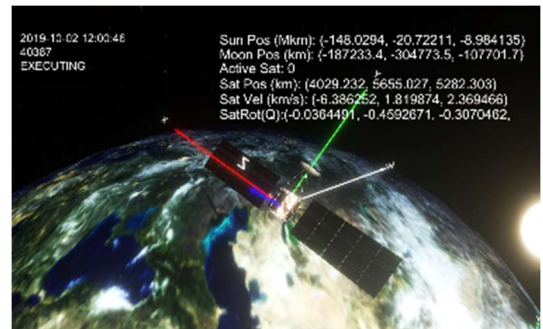 2019-10-02 12:00:48
40387
EXECUTING
Sun Pos (Mkm): {-148.0294, -20.72211, -8.984135}
Moon Pos (km): {-187233.4, -304773.5, -107701.7}
Active Sat: 0
Sat Pos (km): {4029.232, 5655.027, 5282.303)
Sat Vel (km/s): {-6.386252, 1.819874, 2.369466)
SatRot(Q):(-0.0364491, -0.4592671, -0.3070462,
Z